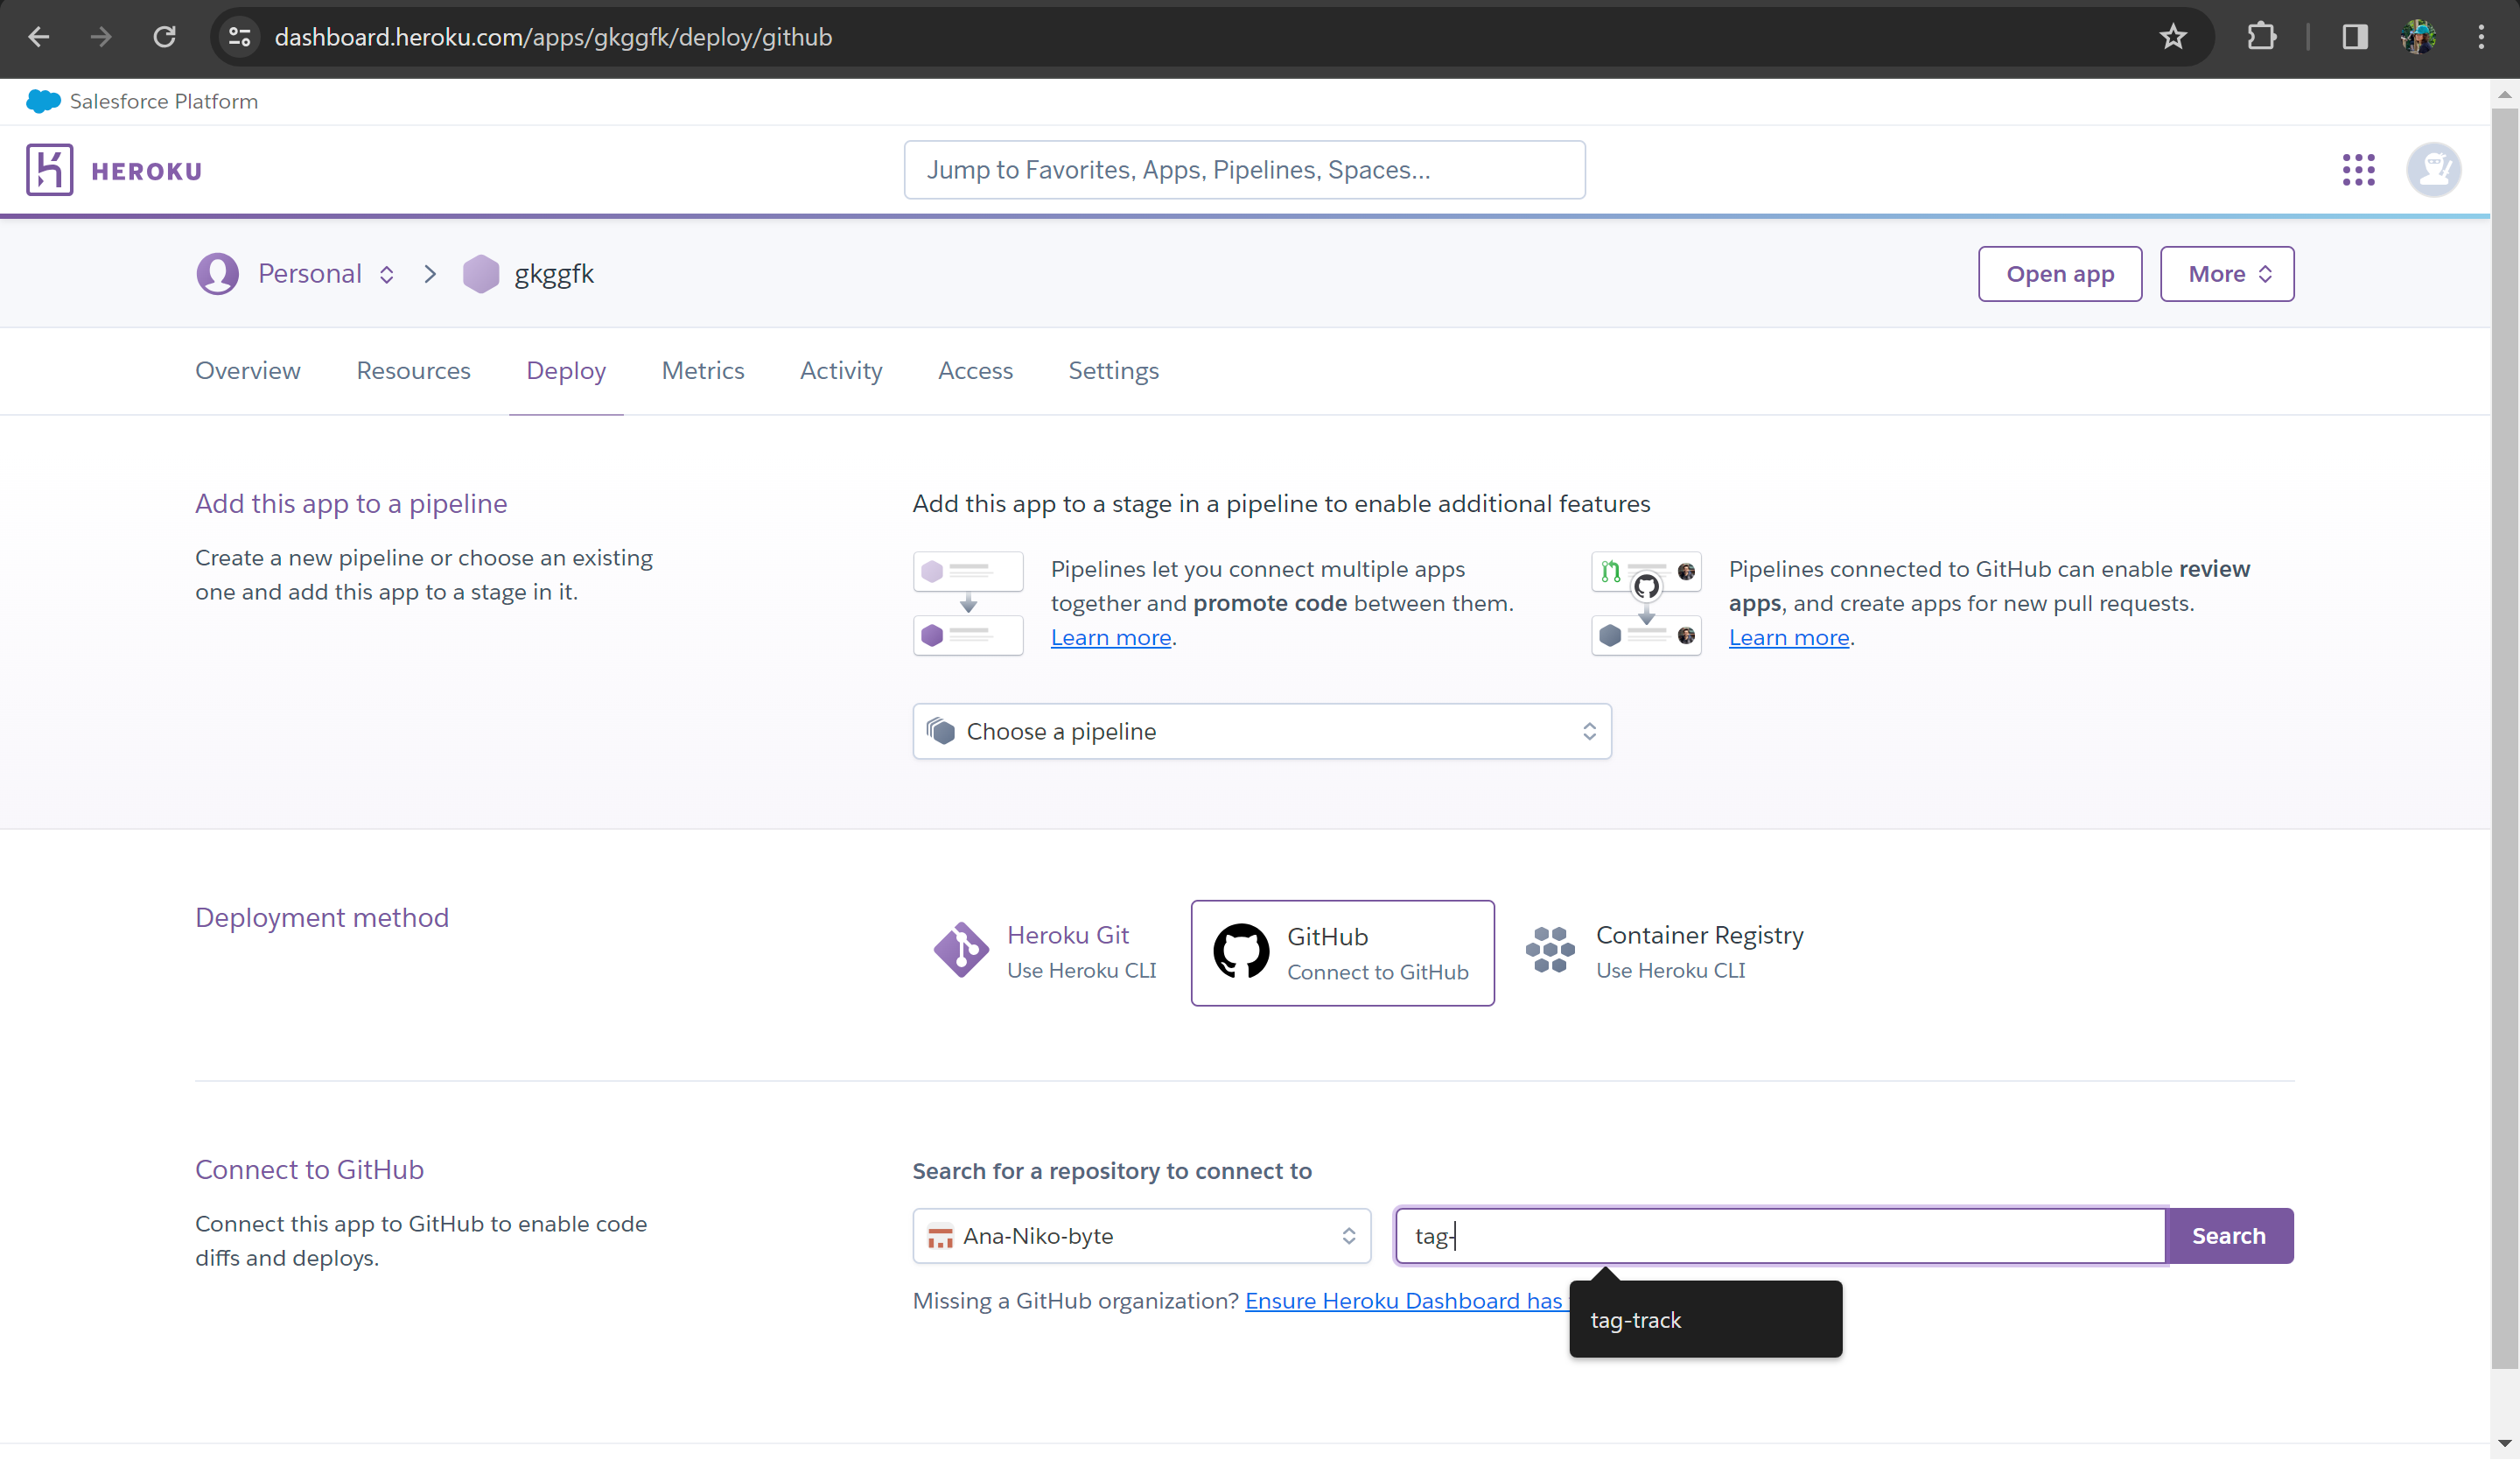 dashboard.heroku.com/apps/gkggfk/deploy/github
Salesforce Platform
HEROKU
Jump to Favorites, Apps, Pipelines, Spaces...
Personal
gkggfk
Open app
More
Overview
Resources
Deploy
Metrics
Activity
Access
Settings
Add this app to a pipeline
Create a new pipeline or choose an existing
one and add this app to a stage in it.
Add this app to a stage in a pipeline to enable additional features
Pipelines let you connect multiple apps
together and promote code between them.
Learn more.
Pipelines connected to GitHub can enable review
apps, and create apps for new pull requests.
Learn more.
Choose a pipeline
Deployment method
Heroku Git
Use Heroku CLI
GitHub
Connect to GitHub
Container Registry
Use Heroku CLI
Connect to GitHub
Connect this app to GitHub to enable code
diffs and deploys.
Search for a repository to connect to
Ana-Niko-byte
tag-
Search
Missing a GitHub organization? Ensure Heroku Dashboard has
tag-track